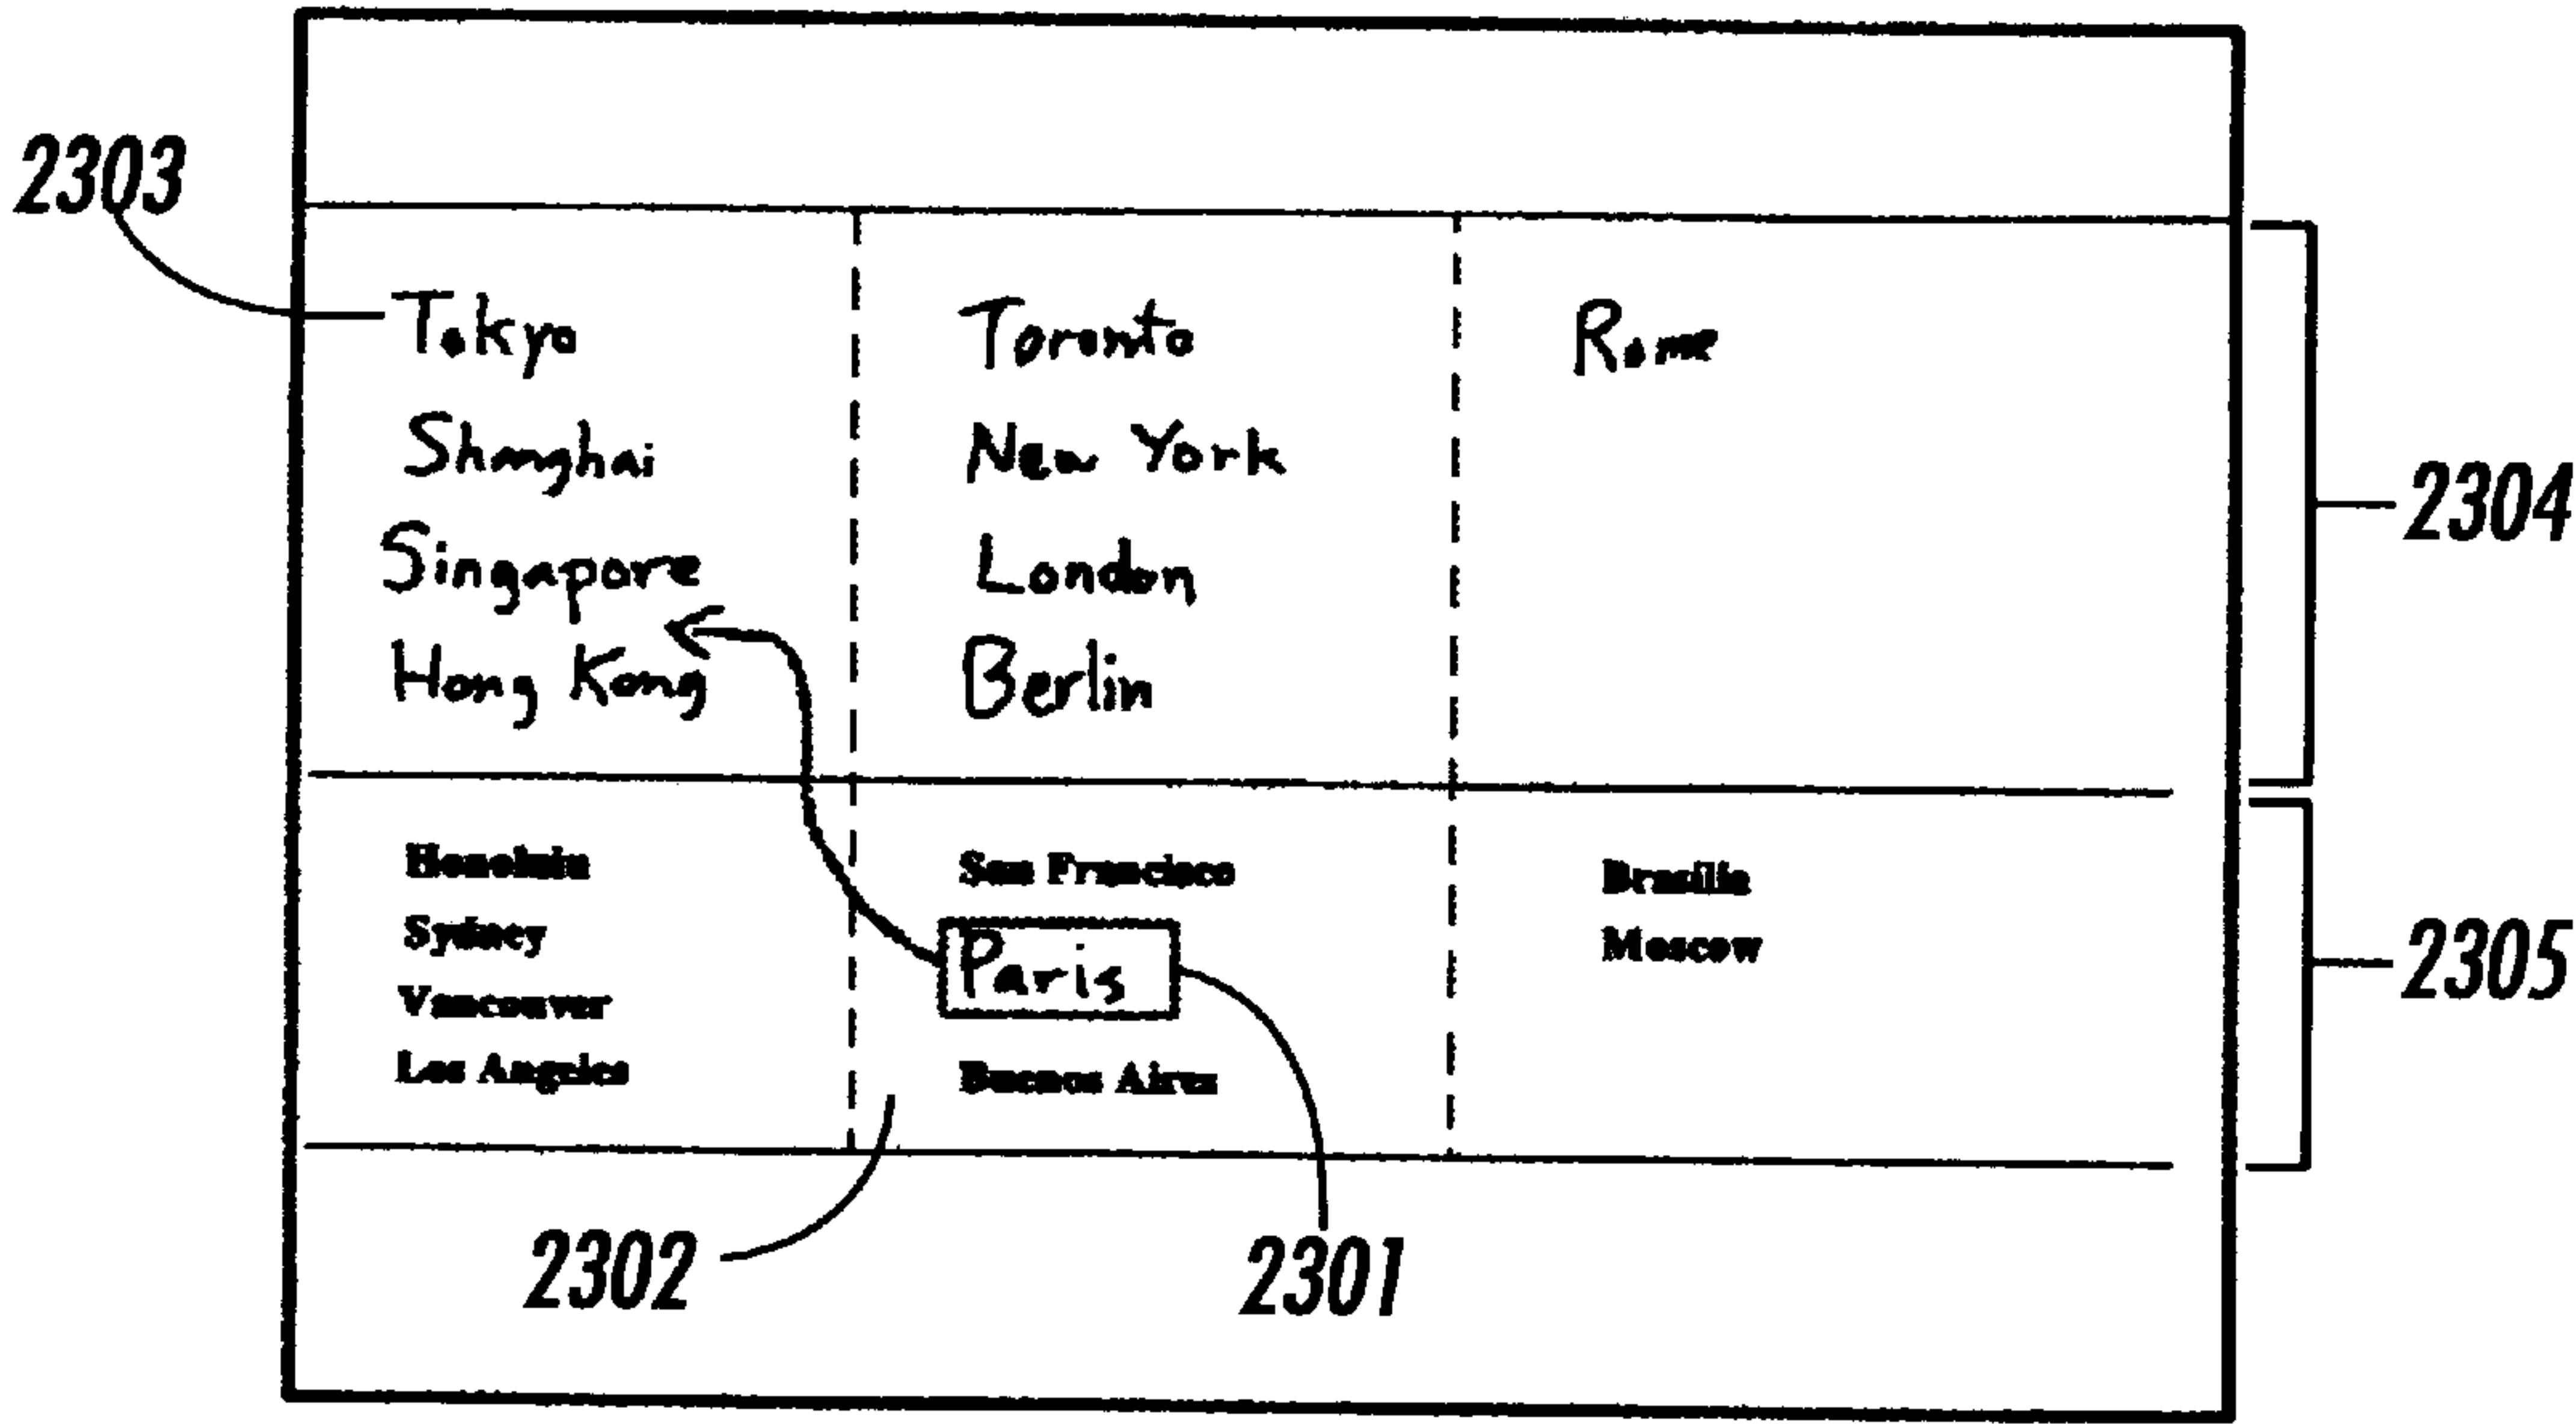 2303
Tokyo Toronto Rome
Shanghai New York
Singapore London
Hong Kong Berlin
2304
Honolulu San Francisco Brasilia
Sydney Paris Moscow
Vancouver
Los Angeles Buenos Aires
2305
2302 2301